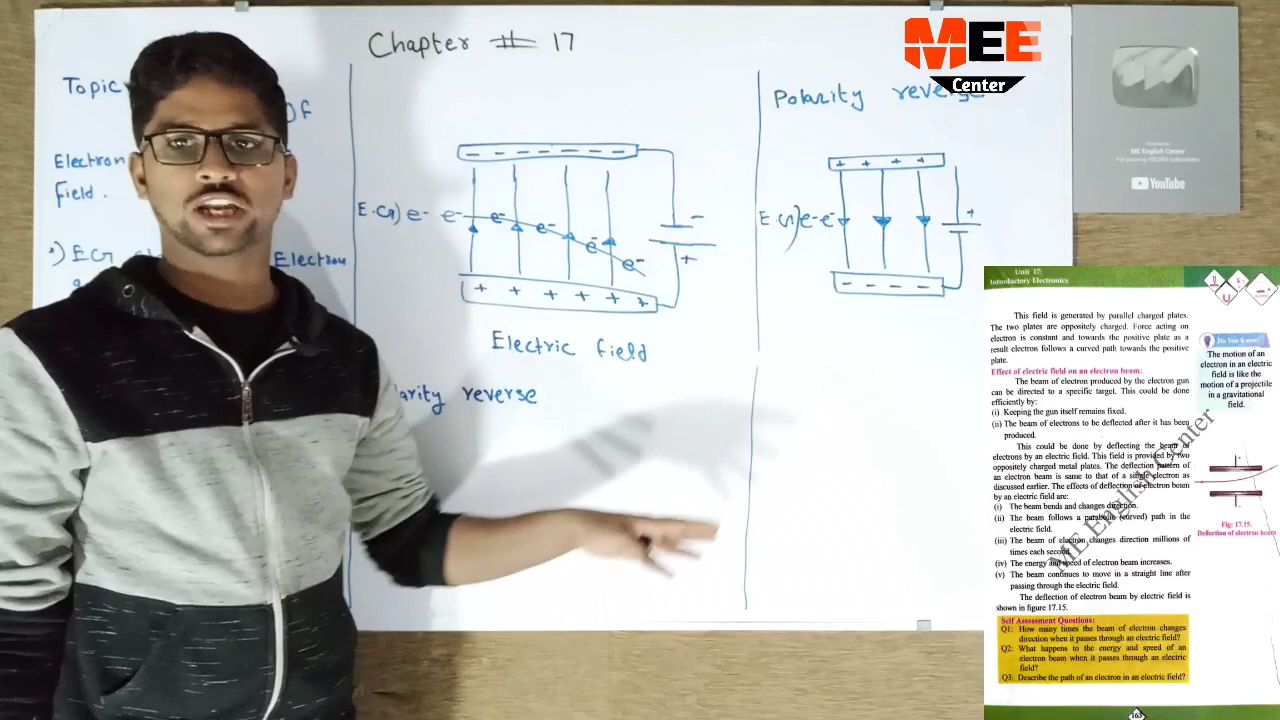 Chapter # 17
Topic
Of
Electron
Field.
ECG
Electron
E.G) e- e- e- e- e- e-
- - - - - - -
+ + + + + +
-
+
Electric field
arity reverse
Polarity reverse
+ + + +
E.G) e- e-
+
- - - -
MEE
Center
ME English Center
YouTube
Unit 17:
Introductory Electronics
This field is generated by parallel charged plates.
The two plates are oppositely charged. Force acting on
electron is constant and towards the positive plate as a
result electron follows a curved path towards the positive
plate.
Effect of electric field on an electron beam:
The beam of electron produced by the electron gun
can be directed to a specific target. This could be done
efficiently by:
(i) Keeping the gun itself remains fixed.
(ii) The beam of electrons to be deflected after it has been
produced.
This could be done by deflecting the beam of
electrons by an electric field. This field is provided by two
oppositely charged metal plates. The deflection pattern of
an electron beam is same to that of a single electron as
discussed earlier. The effects of deflection of electron beam
by an electric field are:
(i) The beam bends and changes direction.
(ii) The beam follows a parabolic (curved) path in the
electric field.
(iii) The beam of electron changes direction millions of
times each second.
(iv) The energy and speed of electron beam increases.
(v) The beam continues to move in a straight line after
passing through the electric field.
The deflection of electron beam by electric field is
shown in figure 17.15.
Self Assessment Questions:
Q1: How many times the beam of electron changes
direction when it passes through an electric field?
Q2: What happens to the energy and speed of an
electron beam when it passes through an electric
field?
Q3: Describe the path of an electron in an electric field?
Do You Know?
The motion of an
electron in an electric
field is like the
motion of a projectile
in a gravitational
field.
Fig: 17.15.
Deflection of electron beam
ME English Center
163